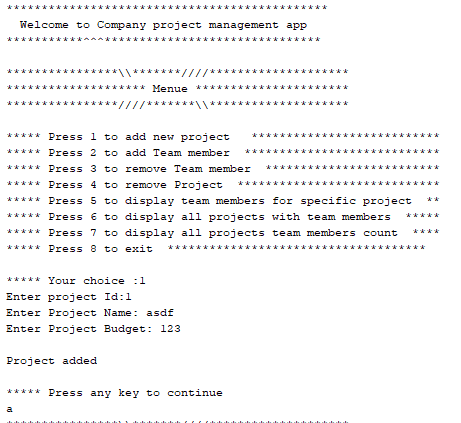 **********************************************
  Welcome to Company project management app
***********^^^*******************************

****************\\*******////********************
******************** Menue **********************
****************////*******\\********************

***** Press 1 to add new project   ***************************
***** Press 2 to add Team member  ****************************
***** Press 3 to remove Team member  *************************
***** Press 4 to remove Project  *****************************
***** Press 5 to display team members for specific project  **
***** Press 6 to display all projects with team members  *****
***** Press 7 to display all projects team members count  ****
***** Press 8 to exit  *************************************

***** Your choice :1
Enter project Id:1
Enter Project Name: asdf
Enter Project Budget: 123

Project added

***** Press any key to continue
a
****************\\*******////********************